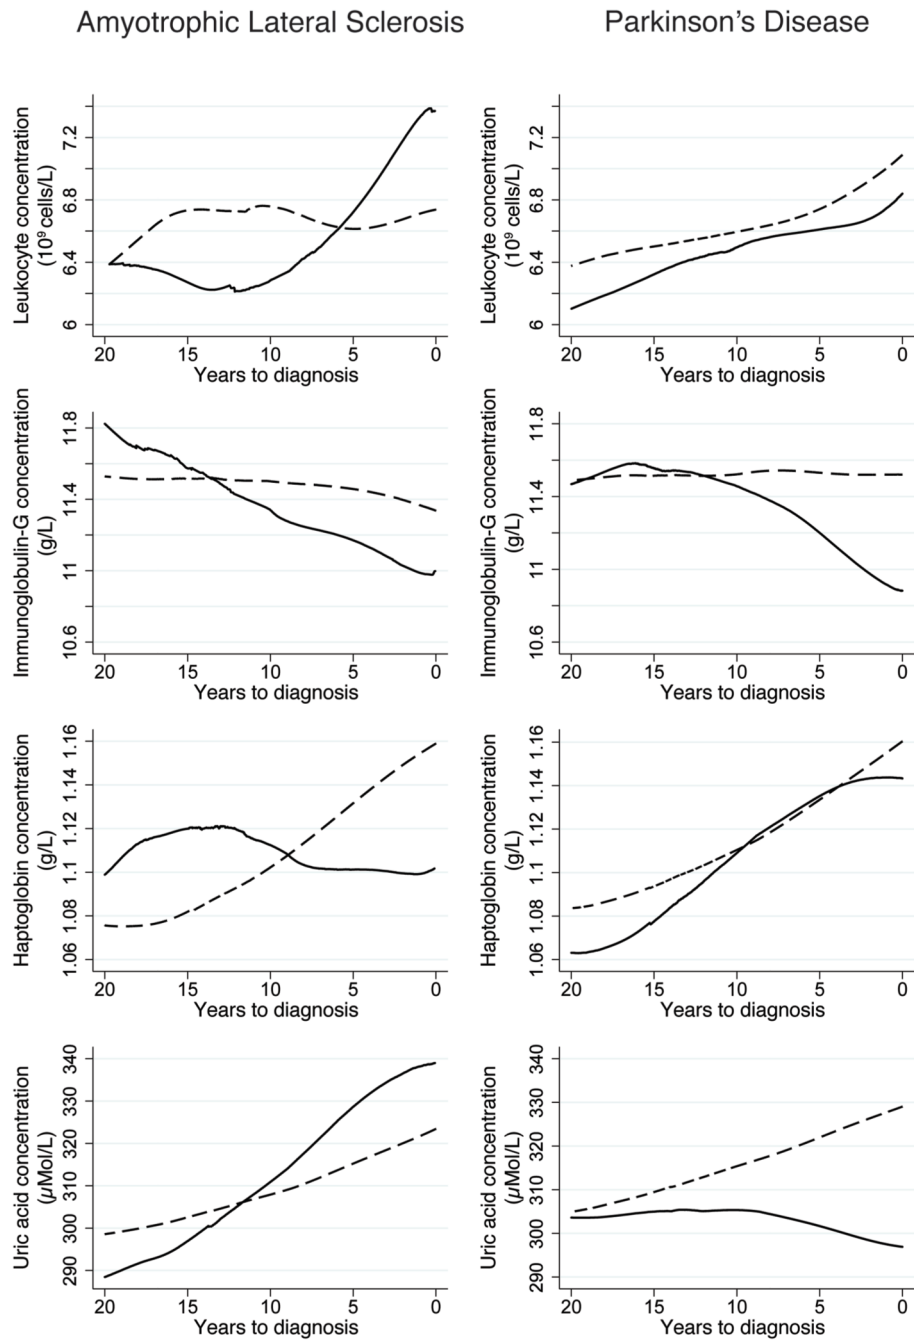 Amyotrophic Lateral Sclerosis
Parkinson's Disease
Leukocyte concentration
(10⁹ cells/L)
7.2
6.8
6.4
6
20 15 10 5 0
Years to diagnosis
Leukocyte concentration
(10⁹ cells/L)
7.2
6.8
6.4
6
20 15 10 5 0
Years to diagnosis
Immunoglobulin-G concentration
(g/L)
11.8
11.4
11
10.6
20 15 10 5 0
Years to diagnosis
Immunoglobulin-G concentration
(g/L)
11.8
11.4
11
10.6
20 15 10 5 0
Years to diagnosis
Haptoglobin concentration
(g/L)
1.16
1.14
1.12
1.1
1.08
1.06
20 15 10 5 0
Years to diagnosis
Haptoglobin concentration
(g/L)
1.16
1.14
1.12
1.1
1.08
1.06
20 15 10 5 0
Years to diagnosis
Uric acid concentration
(µMol/L)
340
330
320
310
300
290
20 15 10 5 0
Years to diagnosis
Uric acid concentration
(µMol/L)
340
330
320
310
300
290
20 15 10 5 0
Years to diagnosis